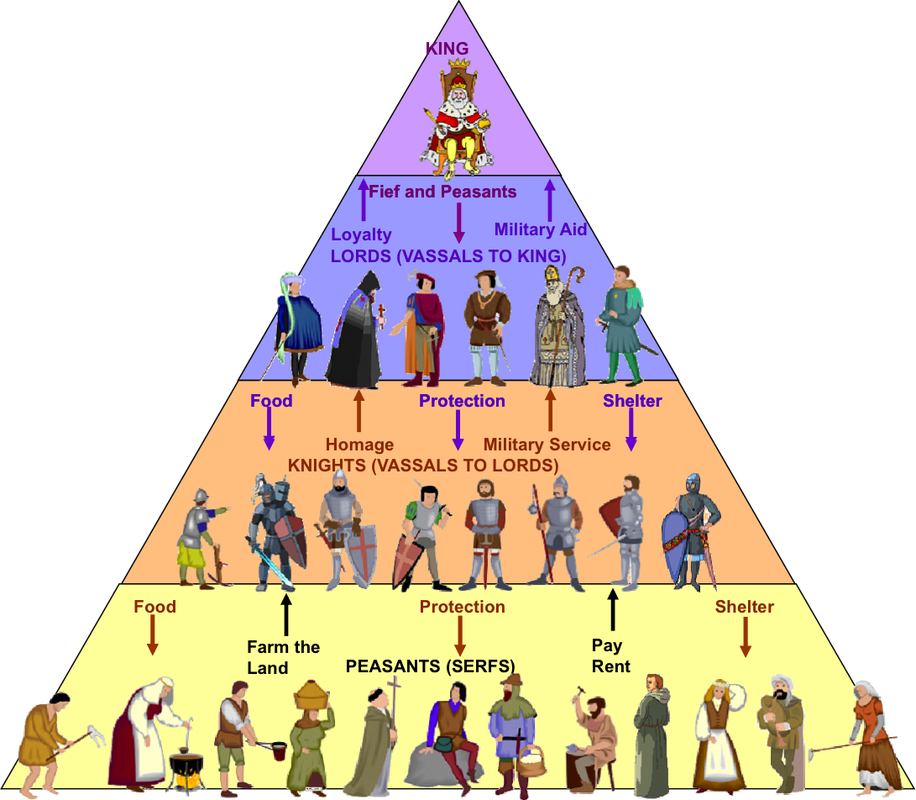 KING
Fief and Peasants
Loyalty
Military Aid
LORDS (VASSALS TO KING)
Food
Protection
Shelter
Homage
Military Service
KNIGHTS (VASSALS TO LORDS)
Food
Protection
Shelter
Farm the
Land
Pay
Rent
PEASANTS (SERFS)